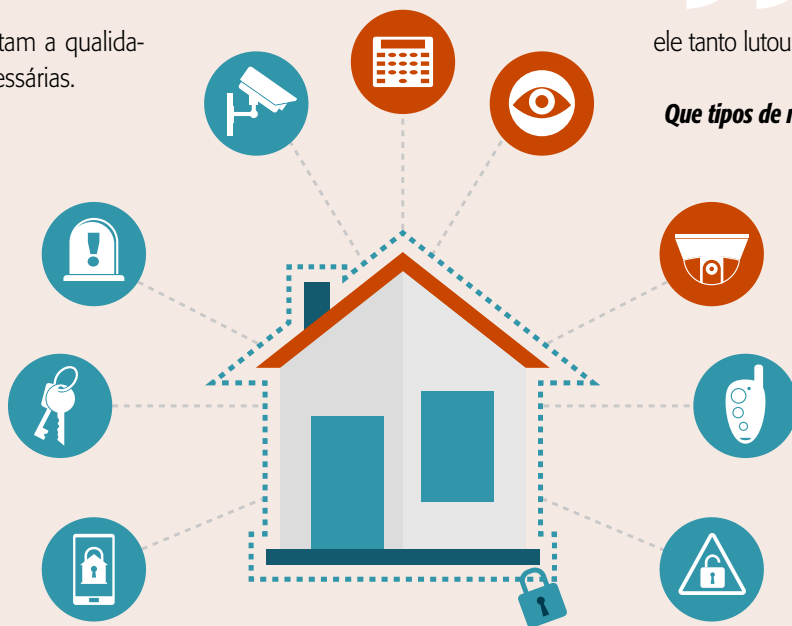 tam a qualida-
essárias.
ele tanto lutou
Que tipos de